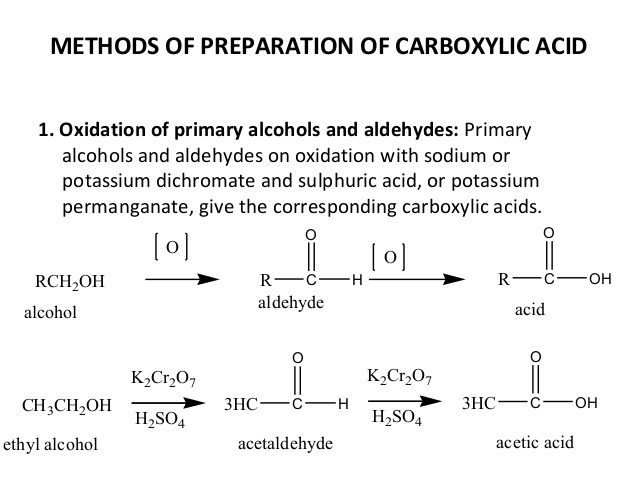 METHODS OF PREPARATION OF CARBOXYLIC ACID
1. Oxidation of primary alcohols and aldehydes: Primary
alcohols and aldehydes on oxidation with sodium or
potassium dichromate and sulphuric acid, or potassium
permanganate, give the corresponding carboxylic acids.
O O
[ O ] [ O ]
RCH₂OH R—C—H R—C—OH
alcohol aldehyde acid
O O
K₂Cr₂O₇ K₂Cr₂O₇
CH₃CH₂OH 3HC—C—H 3HC—C—OH
H₂SO₄ H₂SO₄
ethyl alcohol acetaldehyde acetic acid